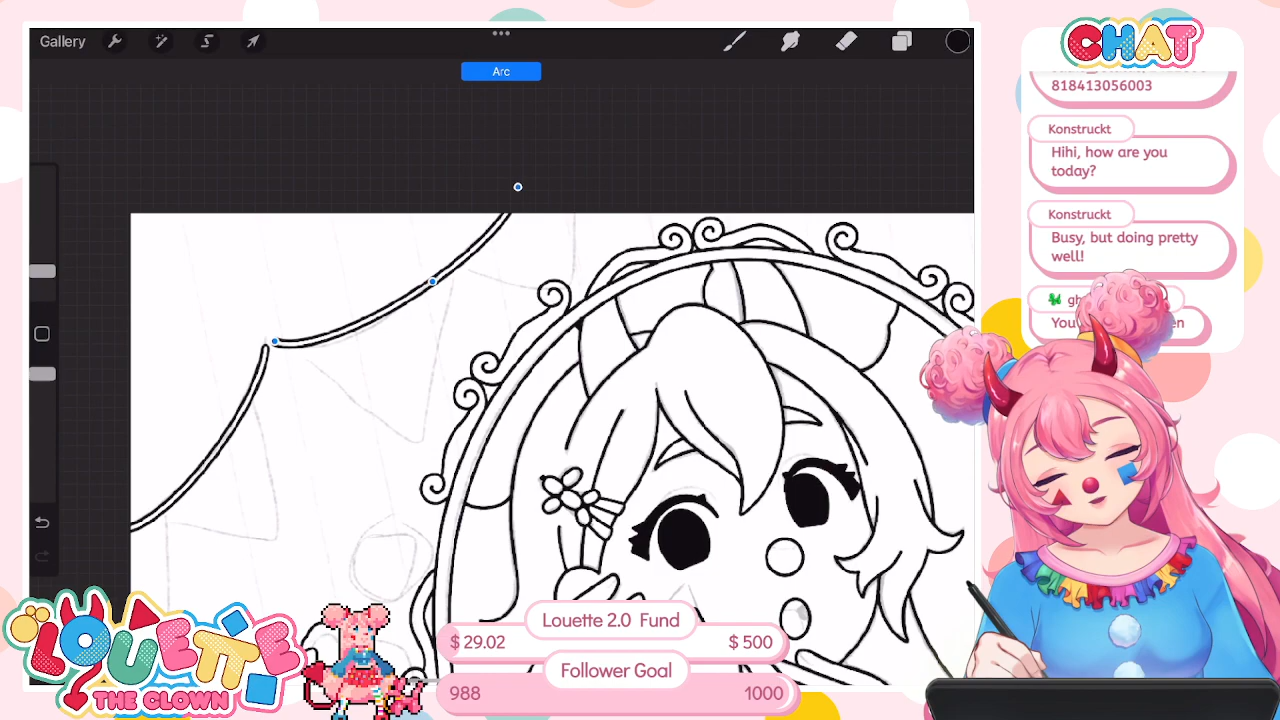 Gallery
Arc
CHAT
818413056003
Konstruckt
Hihi, how are you
today?
Konstruckt
Busy, but doing pretty
well!
Louette 2.0 Fund
$ 29.02
$ 500
Follower Goal
988
1000
LOUETTE
THE CLOWN